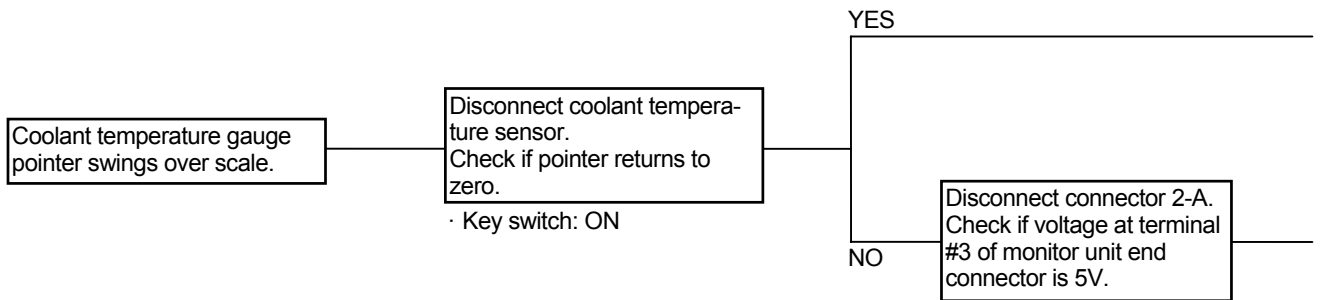 YES
Coolant temperature gauge
pointer swings over scale.
Disconnect coolant tempera-
ture sensor.
Check if pointer returns to
zero.
· Key switch: ON
NO
Disconnect connector 2-A.
Check if voltage at terminal
#3 of monitor unit end
connector is 5V.